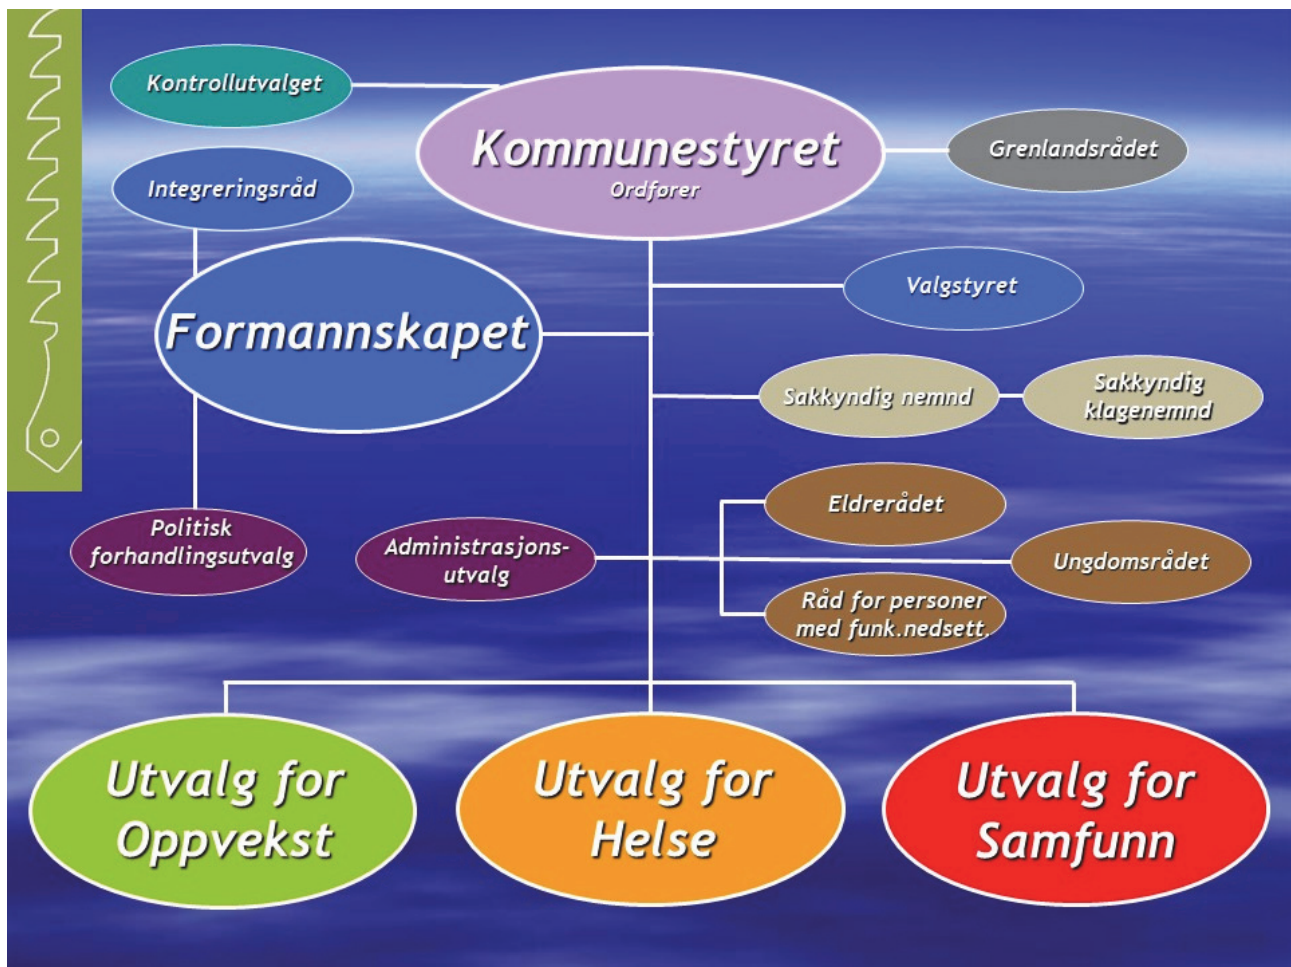 Kontrollutvalget
Kommunestyret
Ordfører
Grenlandsrådet
Integreringsråd
Valgstyret
Formannskapet
Sakkyndig nemnd
Sakkyndig
klagenemnd
Eldrerådet
Politisk
forhandlingsutvalg
Administrasjons-
utvalg
Ungdomsrådet
Råd for personer
med funk.nedsett.
Utvalg for
Oppvekst
Utvalg for
Helse
Utvalg for
Samfunn